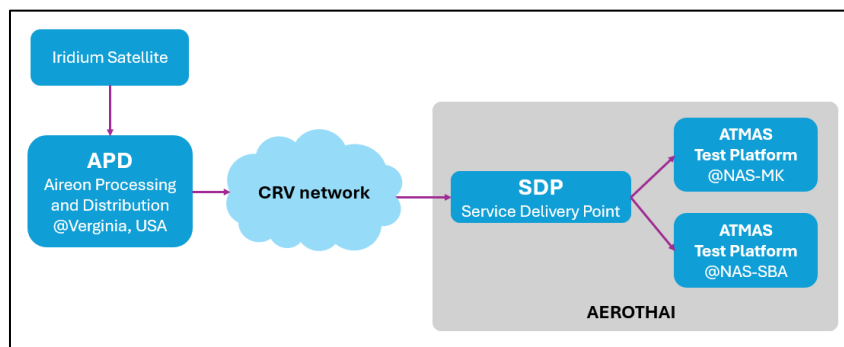 Iridium Satellite
APD
Aireon Processing
and Distribution
@Verginia, USA
CRV network
SDP
Service Delivery Point
ATMAS
Test Platform
@NAS-MK
ATMAS
Test Platform
@NAS-SBA
AEROTHAI